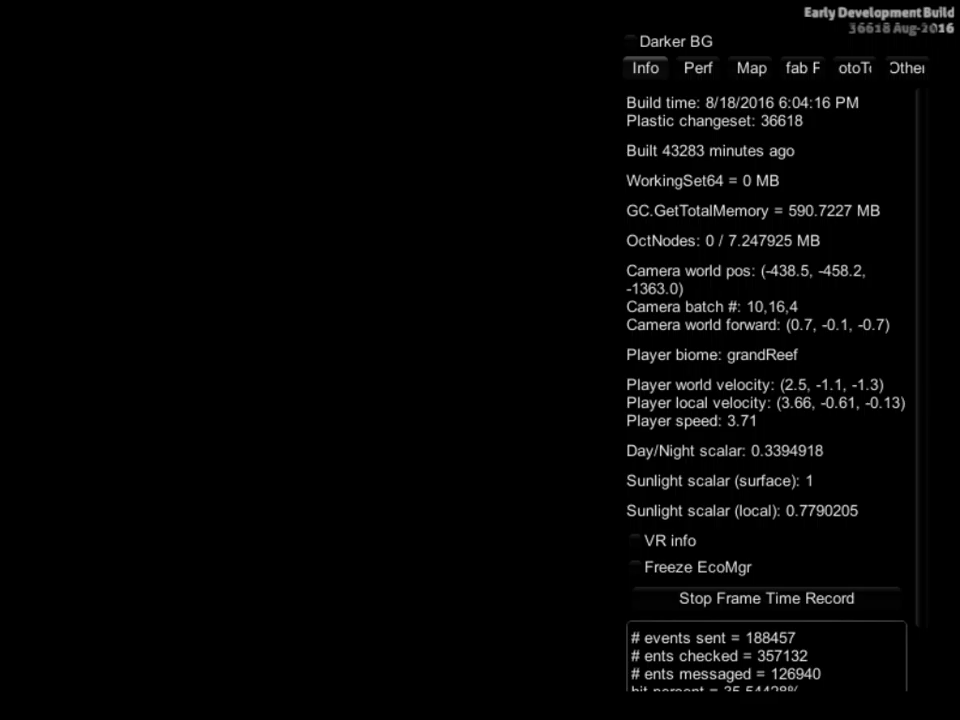 Early Development Build
36618 Aug-2016
Darker BG
Info Perf Map fab F otoTo Other
Build time: 8/18/2016 6:04:16 PM
Plastic changeset: 36618
Built 43283 minutes ago
WorkingSet64 = 0 MB
GC.GetTotalMemory = 590.7227 MB
OctNodes: 0 / 7.247925 MB
Camera world pos: (-438.5, -458.2,
-1363.0)
Camera batch #: 10,16,4
Camera world forward: (0.7, -0.1, -0.7)
Player biome: grandReef
Player world velocity: (2.5, -1.1, -1.3)
Player local velocity: (3.66, -0.61, -0.13)
Player speed: 3.71
Day/Night scalar: 0.3394918
Sunlight scalar (surface): 1
Sunlight scalar (local): 0.7790205
VR info
Freeze EcoMgr
Stop Frame Time Record
# events sent = 188457
# ents checked = 357132
# ents messaged = 126940
hit percent = 35.54428%